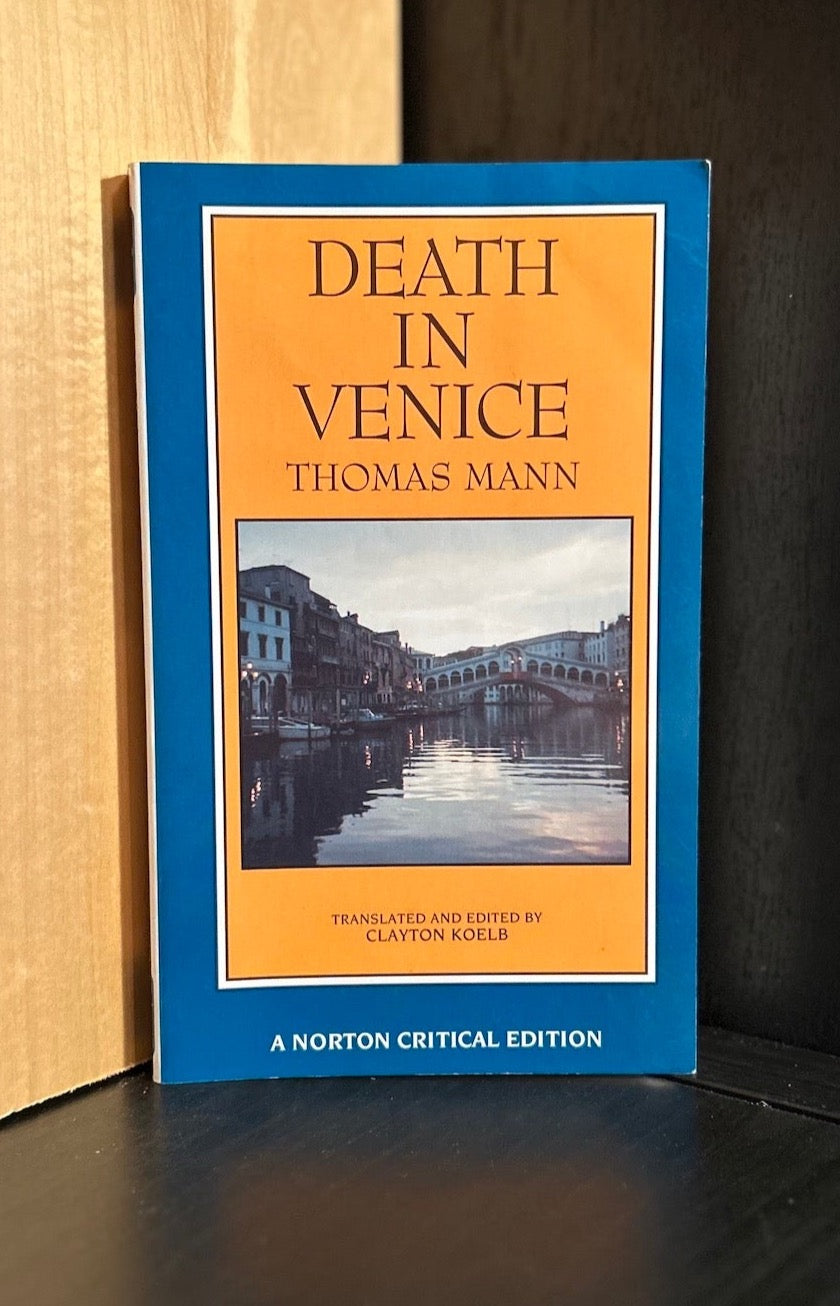 DEATH
IN
VENICE
THOMAS MANN
TRANSLATED AND EDITED BY
CLAYTON KOELB
A NORTON CRITICAL EDITION